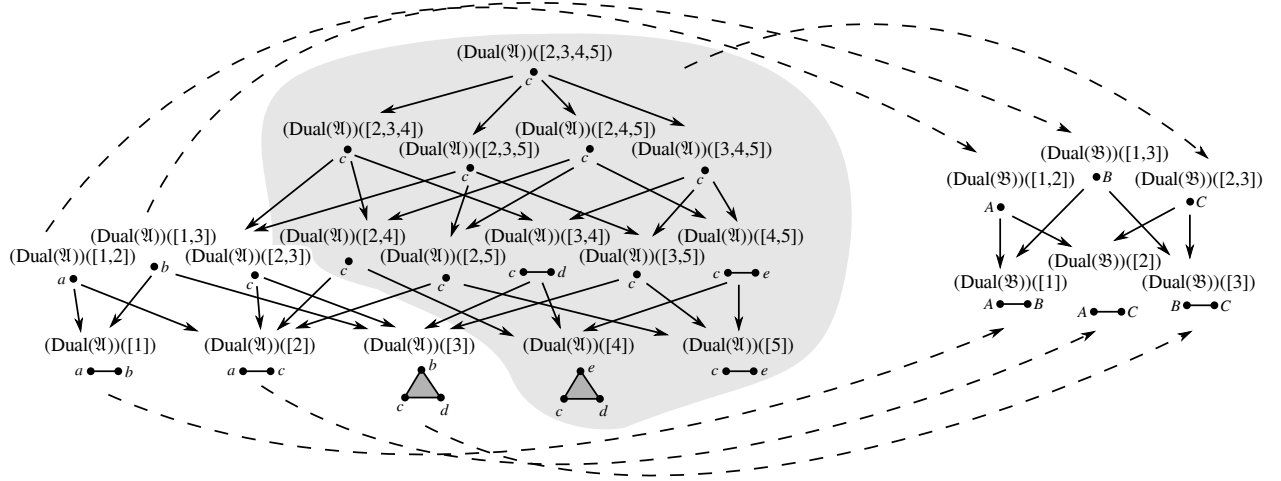 (Dual(𝔄))([2,3,4,5])
c
(Dual(𝔄))([2,3,4]) (Dual(𝔄))([2,4,5])
c (Dual(𝔄))([2,3,5]) c (Dual(𝔄))([3,4,5])
c c
(Dual(𝔅))([1,3])
(Dual(𝔅))([1,2]) B (Dual(𝔅))([2,3])
A C
(Dual(𝔄))([1,3]) (Dual(𝔄))([2,4]) (Dual(𝔄))([3,4]) (Dual(𝔄))([4,5])
(Dual(𝔄))([1,2]) b (Dual(𝔄))([2,3]) c (Dual(𝔄))([2,5]) c d (Dual(𝔄))([3,5]) c e
a c c c
(Dual(𝔅))([2])
(Dual(𝔅))([1]) (Dual(𝔅))([3])
A B A C B C
(Dual(𝔄))([1]) (Dual(𝔄))([2]) (Dual(𝔄))([3]) (Dual(𝔄))([4]) (Dual(𝔄))([5])
a b a c b e c e
c d c d